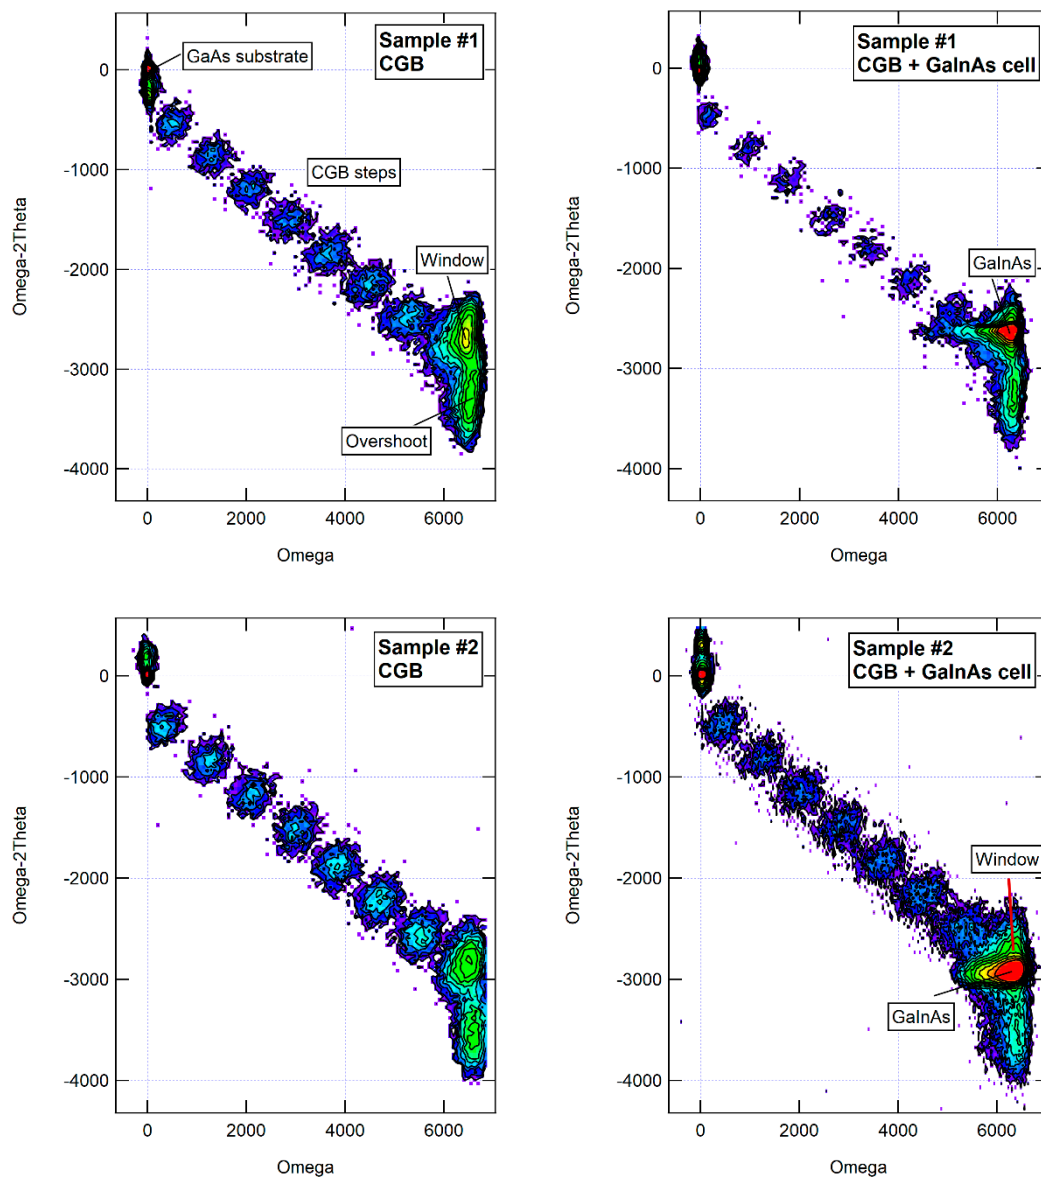 Sample #1
CGB
GaAs substrate
CGB steps
Window
Overshoot
0
-1000
-2000
-3000
-4000
Omega-2Theta
0
2000
4000
6000
Omega
Sample #1
CGB + GaInAs cell
GaInAs
0
-1000
-2000
-3000
-4000
Omega-2Theta
0
2000
4000
6000
Omega
Sample #2
CGB
0
-1000
-2000
-3000
-4000
Omega-2Theta
0
2000
4000
6000
Omega
Sample #2
CGB + GaInAs cell
Window
GaInAs
0
-1000
-2000
-3000
-4000
Omega-2Theta
0
2000
4000
6000
Omega